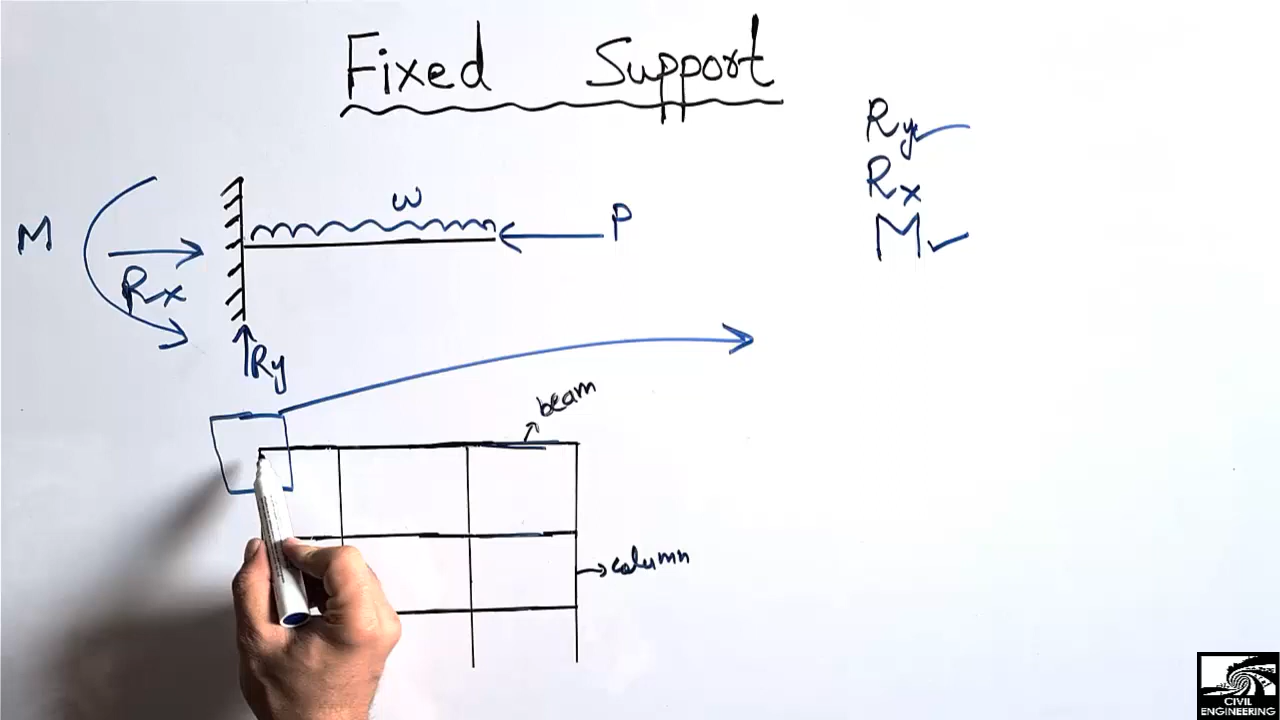 Fixed Support
Ry
Rx
M
w
P
M
Rx
Ry
beam
column
CIVIL
ENGINEERING